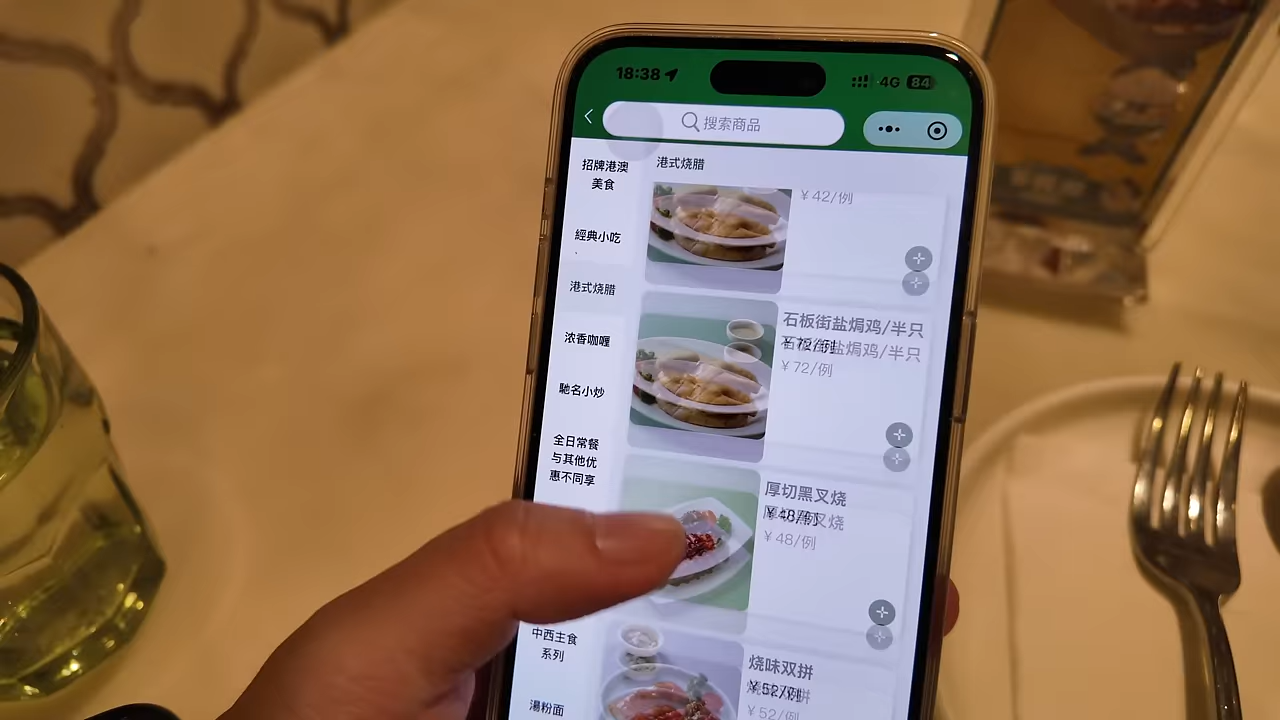 18:38
4G 84
搜索商品
招牌港澳
美食
經典小吃
港式烧腊
浓香咖喱
馳名小炒
全日常餐
与其他优
惠不同享
中西主食
系列
湯粉面
港式烧腊
￥42/例
石板街盐焗鸡/半只
￥72/例
厚切黑叉烧
￥48/例
烧味双拼
￥52/例